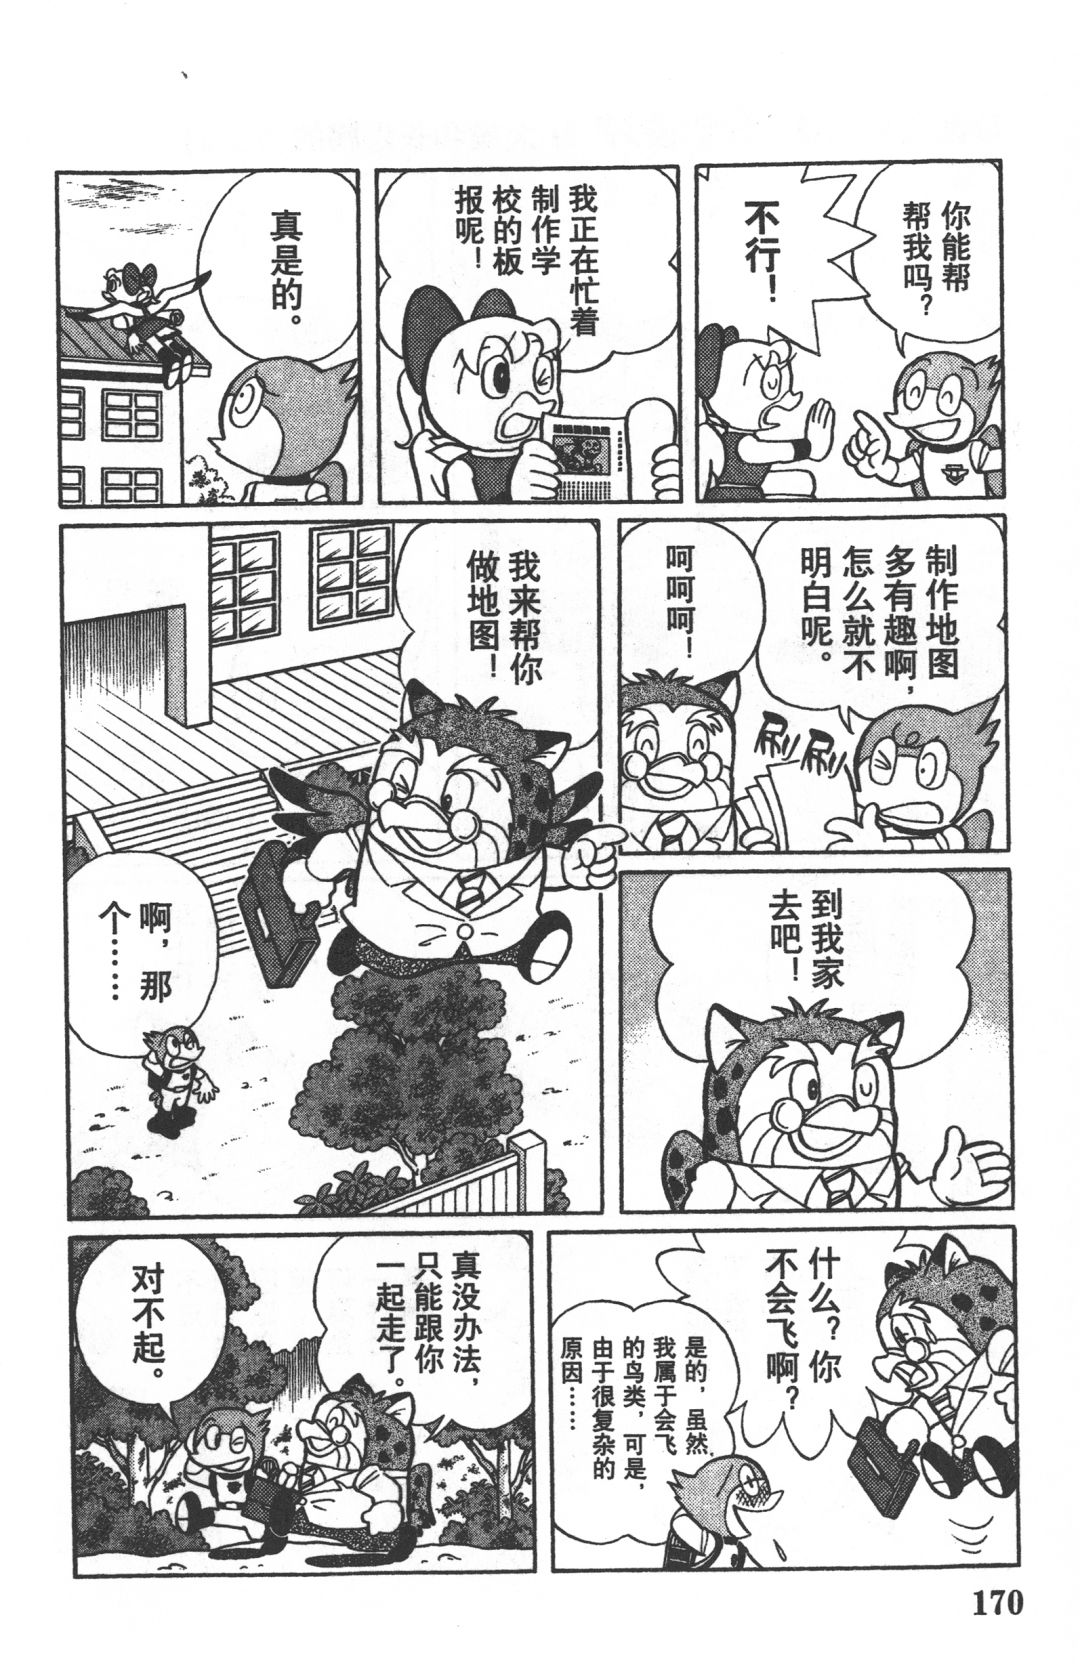 你能帮
帮我吗？
不行！
我正在忙着
制作学
校的板
报呢！
真是的。
制作地图
多有趣啊，
怎么就不
明白呢。
刷刷
呵呵呵！
到我家
去吧！
我来帮你
做地图！
啊，那
个……
什么？你
不会飞啊？
是的，虽然
我属于会飞
的鸟类，可是，
由于很复杂的
原因……
真没办法，
只能跟你
一起走了。
对不起。
170